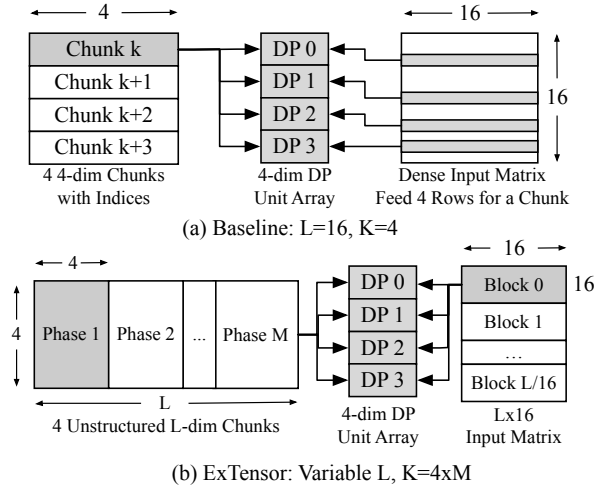 4
16
Chunk k
Chunk k+1
Chunk k+2
Chunk k+3
DP 0
DP 1
DP 2
DP 3
16
4 4-dim Chunks
with Indices
4-dim DP
Unit Array
Dense Input Matrix
Feed 4 Rows for a Chunk
(a) Baseline: L=16, K=4
4
16
4
Phase 1
Phase 2
...
Phase M
DP 0
DP 1
DP 2
DP 3
Block 0
Block 1
...
Block L/16
16
L
4 Unstructured L-dim Chunks
4-dim DP
Unit Array
Lx16
Input Matrix
(b) ExTensor: Variable L, K=4xM